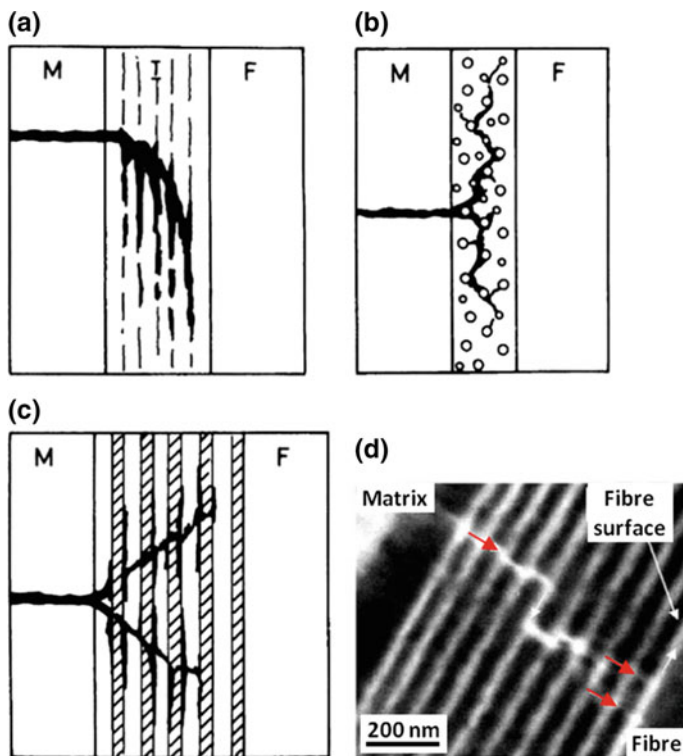 (a)
M
T
F
(b)
M
F
(c)
M
F
(d)
Matrix
Fibre
surface
200 nm
Fibre